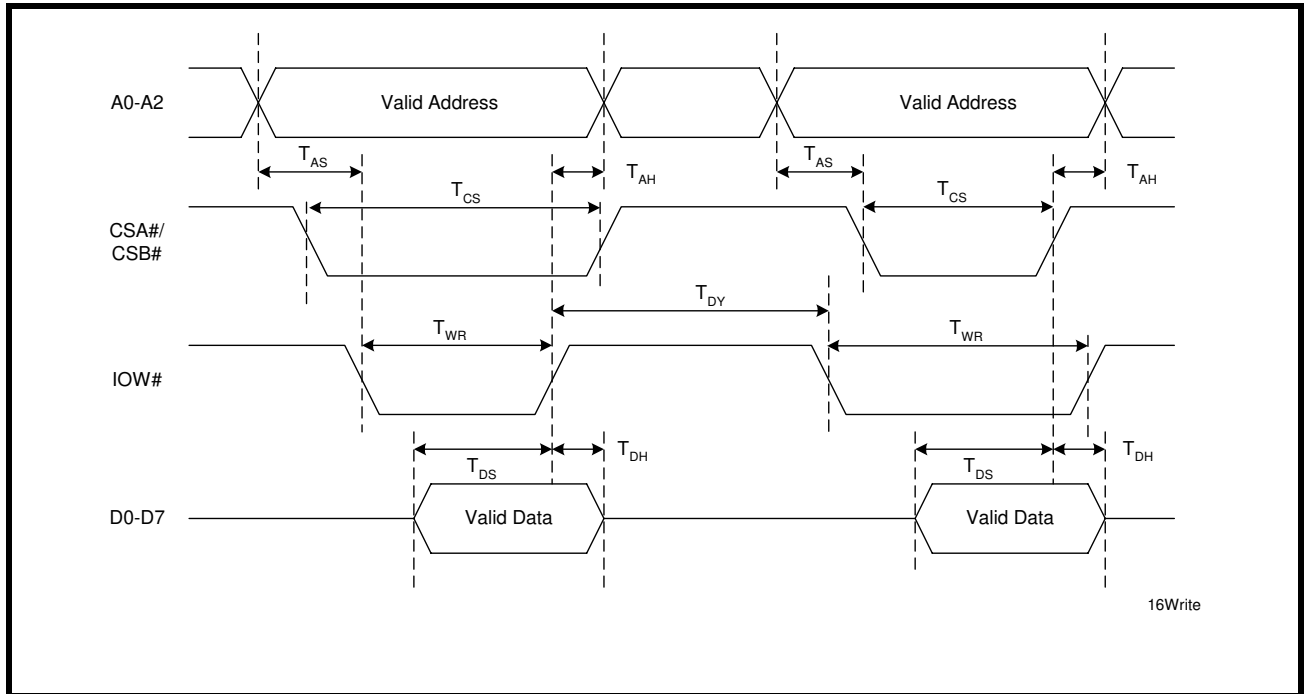 A0-A2
Valid Address
Valid Address
TAS
TAH
TAS
TAH
TCS
TCS
CSA#/
CSB#
TDY
TWR
TWR
IOW#
TDS
TDH
TDS
TDH
D0-D7
Valid Data
Valid Data
16Write